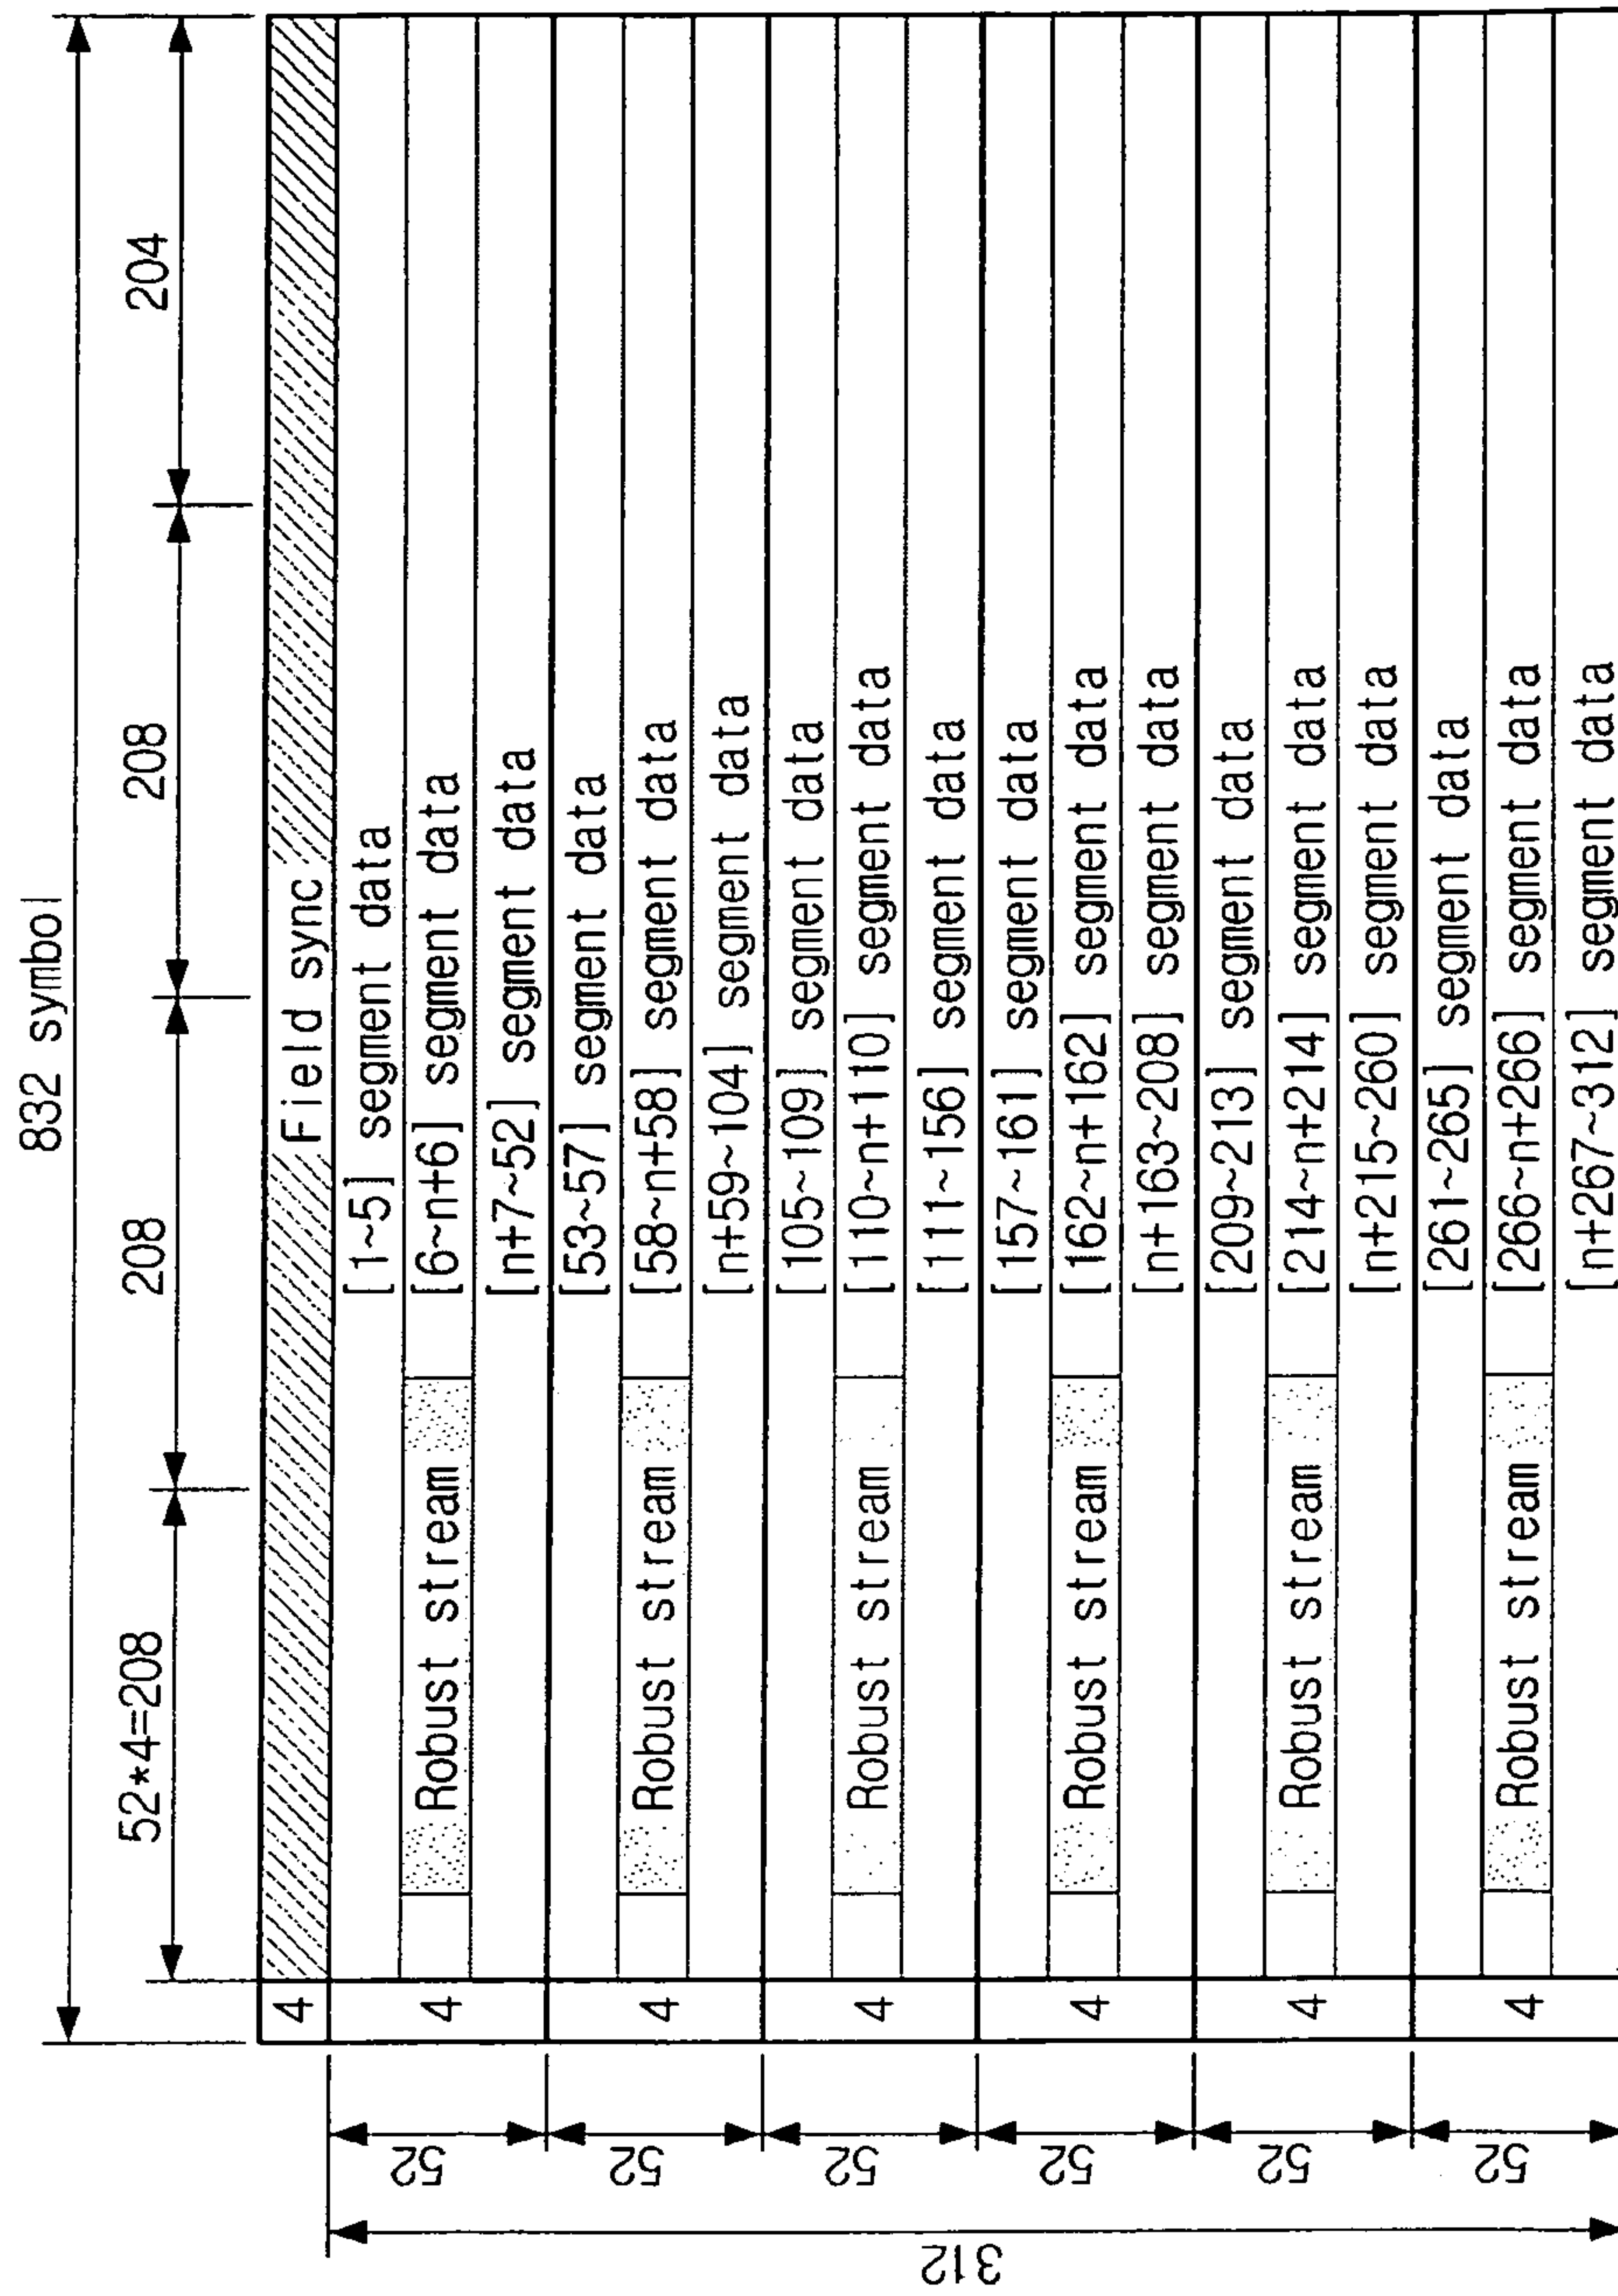 832 symbol
52*4=208
208
208
204
4
Field sync
312
52
4
[1~5] segment data
Robust stream
[6~n+6] segment data
[n+7~52] segment data
52
4
[53~57] segment data
Robust stream
[58~n+58] segment data
[n+59~104] segment data
52
4
[105~109] segment data
Robust stream
[110~n+110] segment data
[111~156] segment data
52
4
[157~161] segment data
Robust stream
[162~n+162] segment data
[n+163~208] segment data
52
4
[209~213] segment data
Robust stream
[214~n+214] segment data
[n+215~260] segment data
52
4
[261~265] segment data
Robust stream
[266~n+266] segment data
[n+267~312] segment data